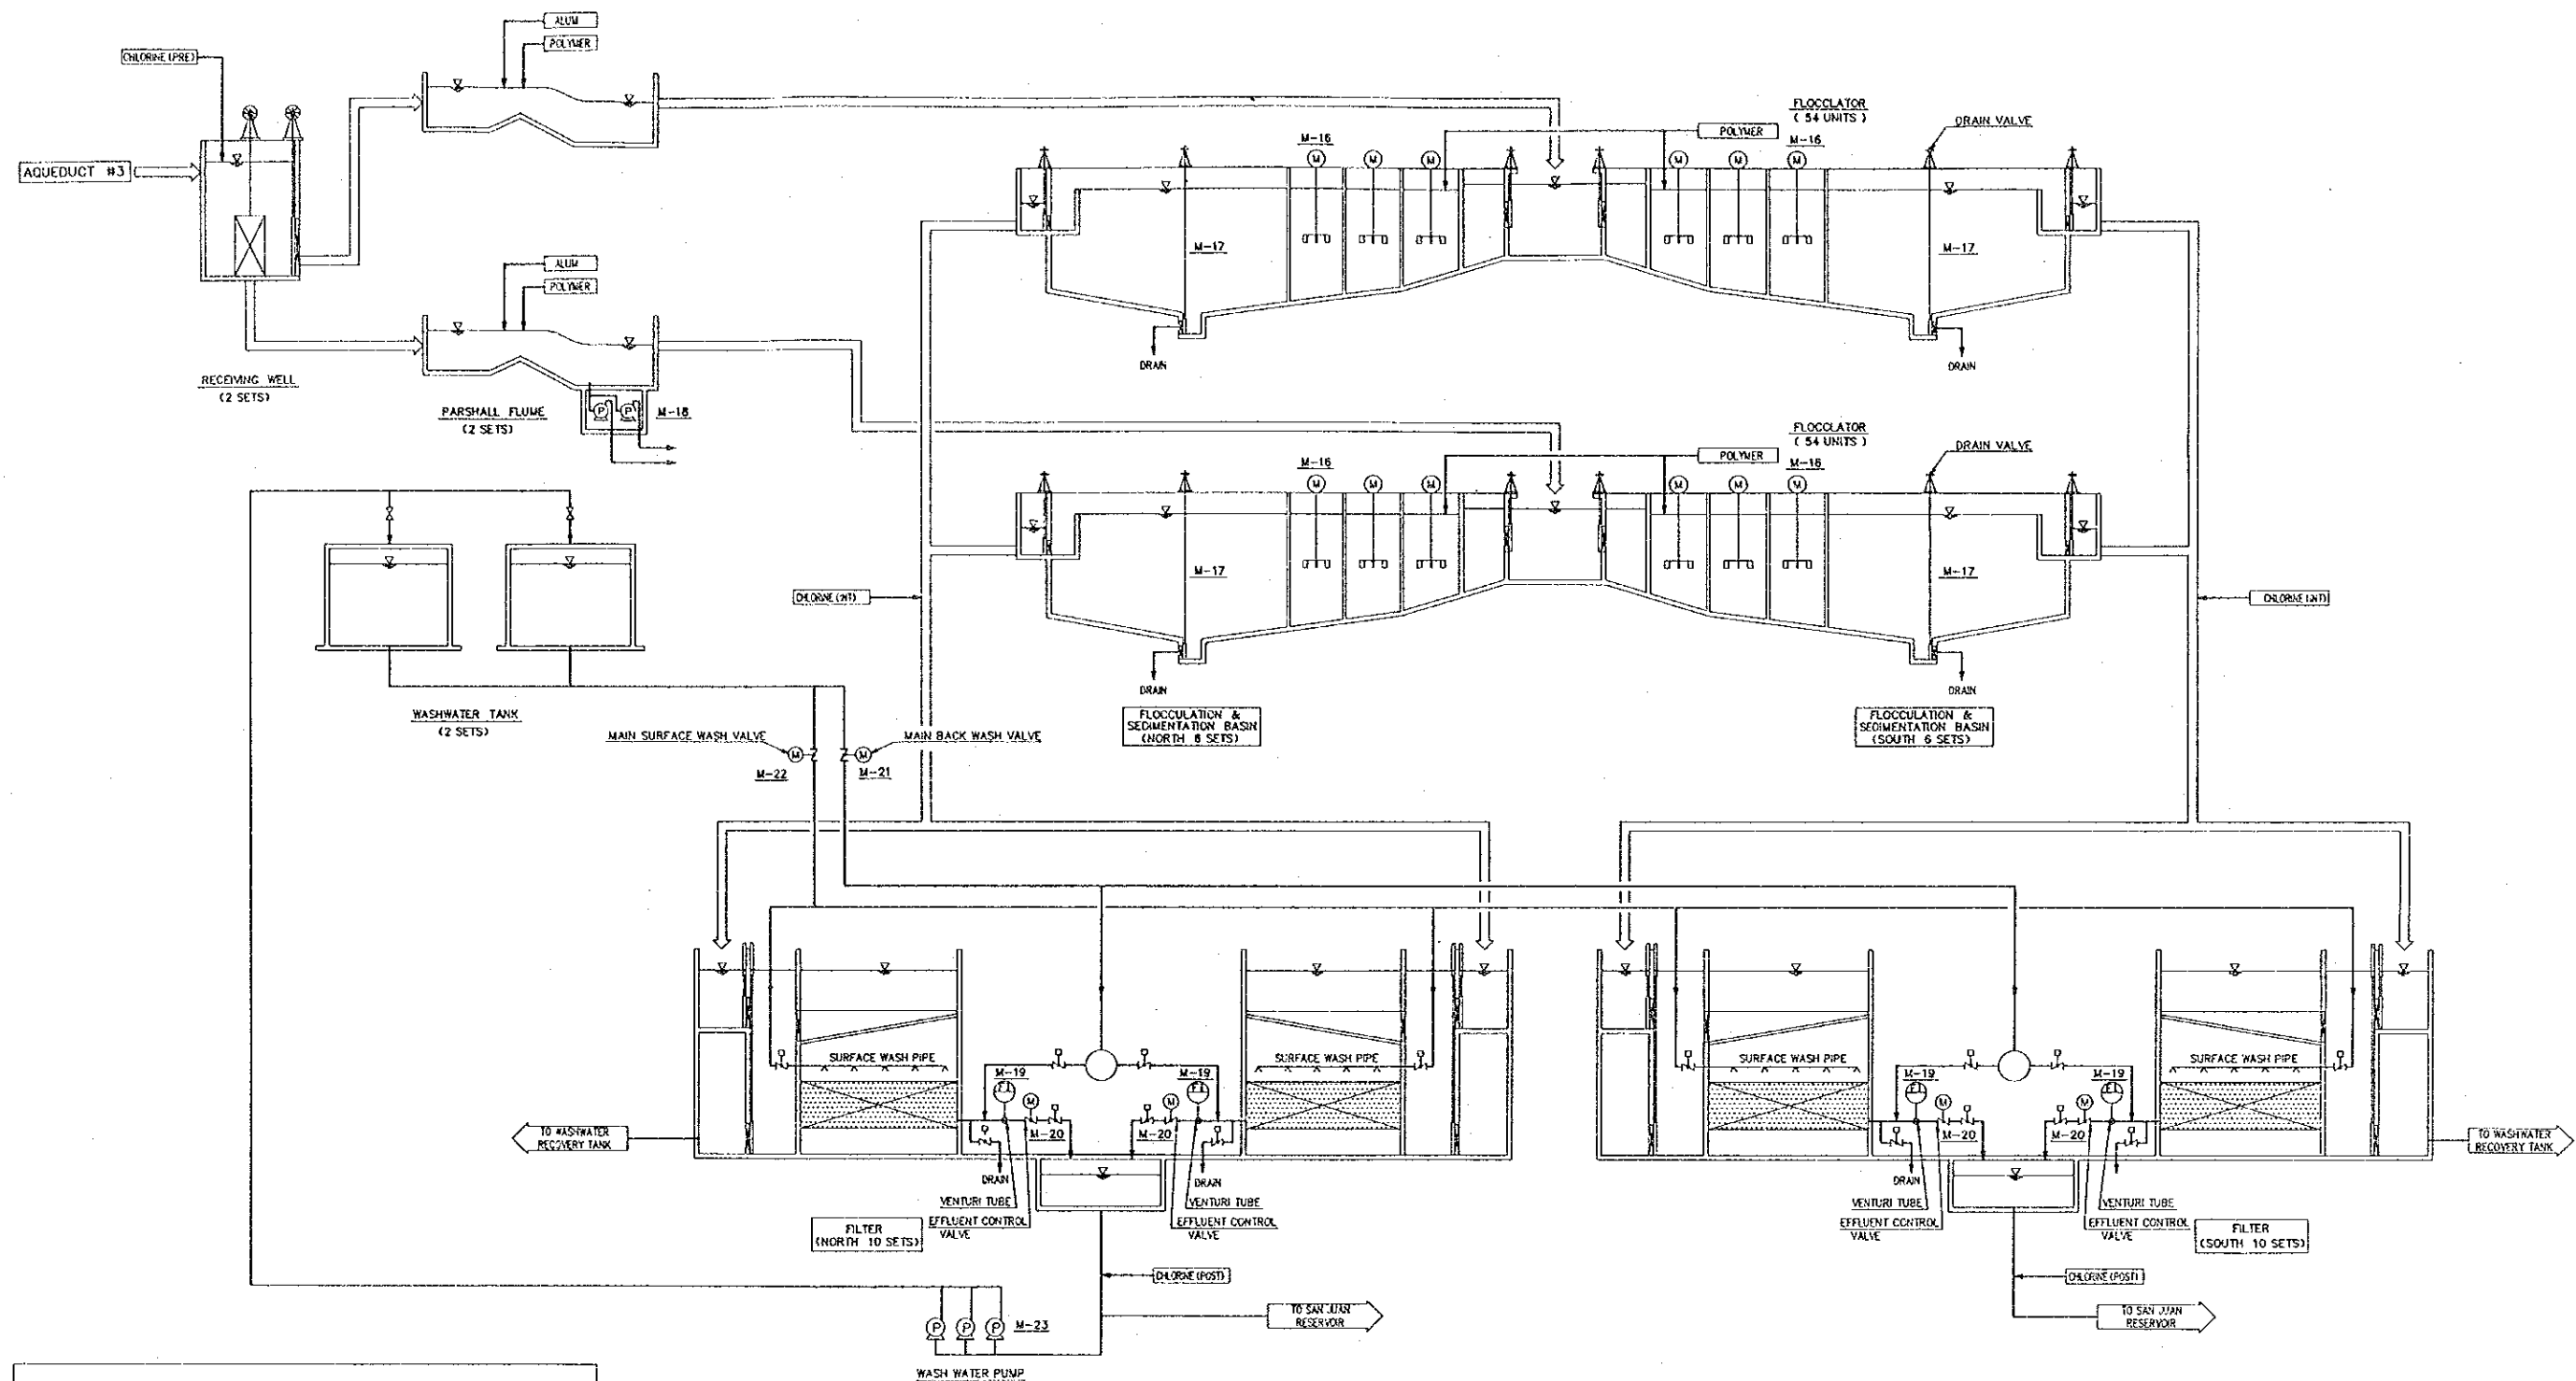 ALUM
POLYMER
CHLORINE (PRE)
AQUEDUCT #3
RECEIVING WELL
(2 SETS)
ALUM
POLYMER
PARSHALL FLUME
(2 SETS)
P
P
M-18
FLOCCLATOR
( 54 UNITS )
POLYMER
DRAIN VALVE
M-16
M-16
M
M
M
M
M
M
M-17
M-17
DRAIN
DRAIN
FLOCCLATOR
( 54 UNITS )
POLYMER
DRAIN VALVE
M-16
M-16
M
M
M
M
M
M
M-17
M-17
CHLORINE (INT)
CHLORINE (INT)
DRAIN
DRAIN
FLOCCULATION &
SEDIMENTATION BASIN
(NORTH 6 SETS)
FLOCCULATION &
SEDIMENTATION BASIN
(SOUTH 6 SETS)
WASHWATER TANK
(2 SETS)
MAIN SURFACE WASH VALVE
M
M
MAIN BACK WASH VALVE
M-22
M-21
SURFACE WASH PIPE
SURFACE WASH PIPE
SURFACE WASH PIPE
SURFACE WASH PIPE
M-19
M-19
M-19
M-19
M
M
M
M
M-20
M-20
M-20
M-20
TO WASHWATER
RECOVERY TANK
TO WASHWATER
RECOVERY TANK
DRAIN
DRAIN
DRAIN
DRAIN
VENTURI TUBE
VENTURI TUBE
VENTURI TUBE
VENTURI TUBE
EFFLUENT CONTROL
VALVE
EFFLUENT CONTROL
VALVE
EFFLUENT CONTROL
VALVE
EFFLUENT CONTROL
VALVE
FILTER
(NORTH 10 SETS)
FILTER
(SOUTH 10 SETS)
CHLORINE (POST)
CHLORINE (POST)
TO SAN JUAN
RESERVOIR
TO SAN JUAN
RESERVOIR
P
P
P
M-23
WASH WATER PUMP